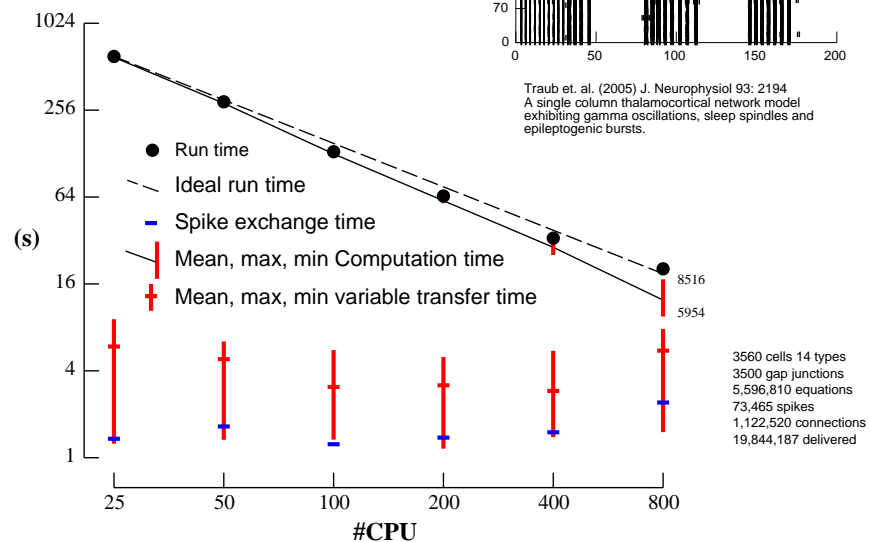 70
0
0
50
100
150
200
Traub et. al. (2005) J. Neurophysiol 93: 2194
A single column thalamocortical network model
exhibiting gamma oscillations, sleep spindles and
epileptogenic bursts.
1024
256
64
16
4
1
(s)
Run time
Ideal run time
Spike exchange time
Mean, max, min Computation time
Mean, max, min variable transfer time
8516
5954
3560 cells 14 types
3500 gap junctions
5,596,810 equations
73,465 spikes
1,122,520 connections
19,844,187 delivered
25
50
100
200
400
800
#CPU